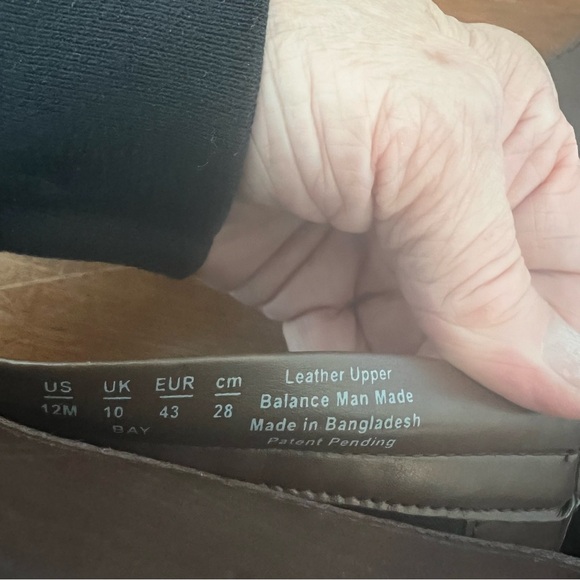 US UK EUR cm
12M 10 43 28
BAY
Leather Upper
Balance Man Made
Made in Bangladesh
Patent Pending